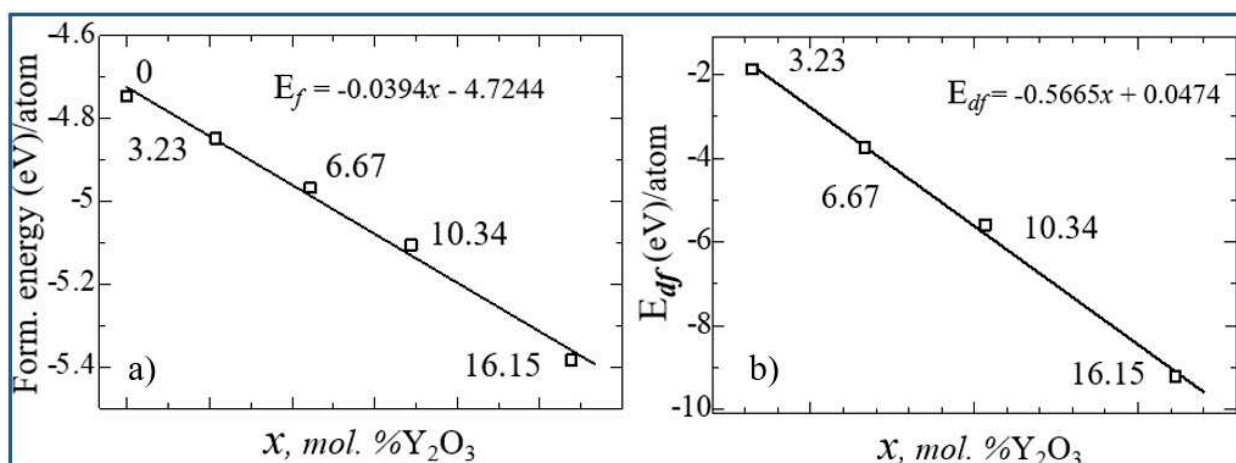 -4.6
-4.8
-5
-5.2
-5.4
Form. energy (eV)/atom
0
3.23
6.67
10.34
16.15
E_f = -0.0394x - 4.7244
a)
x, mol. %Y₂O₃
-2
-4
-6
-8
-10
E_df (eV)/atom
3.23
6.67
10.34
16.15
E_df= -0.5665x + 0.0474
b)
x, mol. %Y₂O₃